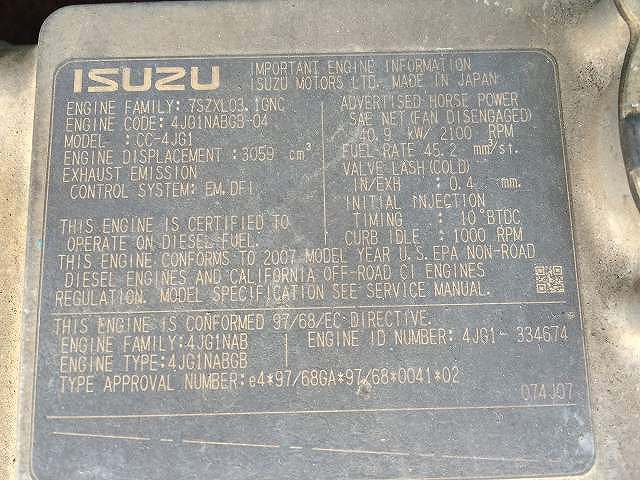 ISUZU
IMPORTANT ENGINE INFORMATION
ISUZU MOTORS LTD. MADE IN JAPAN
ENGINE FAMILY: 7SZXL03.1GNC
ENGINE CODE: 4JG1NABGB-04
MODEL : CC-4JG1
ENGINE DISPLACEMENT :3059 cm³
EXHAUST EMISSION
CONTROL SYSTEM: EM,DFI
THIS ENGINE IS CERTIFIED TO
OPERATE ON DIESEL FUEL.
ADVERTISED HORSE POWER
SAE NET(FAN DISENGAGED)
40.9 kW/2100 RPM
FUEL RATE 45.2 mm³/st.
VALVE LASH(COLD)
IN/EXH : 0.4 mm.
INITIAL INJECTION
TIMING : 10°BTDC
CURB IDLE : 1000 RPM
THIS ENGINE CONFORMS TO 2007 MODEL YEAR U.S.EPA NON-ROAD
DIESEL ENGINES AND CALIFORNIA OFF-ROAD CI ENGINES
REGULATION. MODEL SPECIFICATION SEE SERVICE MANUAL.
THIS ENGINE IS CONFORMED 97/68/EC DIRECTIVE.
ENGINE FAMILY:4JG1NAB
ENGINE TYPE:4JG1NABGB
ENGINE ID NUMBER: 4JG1- 334674
TYPE APPROVAL NUMBER:e4*97/68GA*97/68*0041*02
074J07